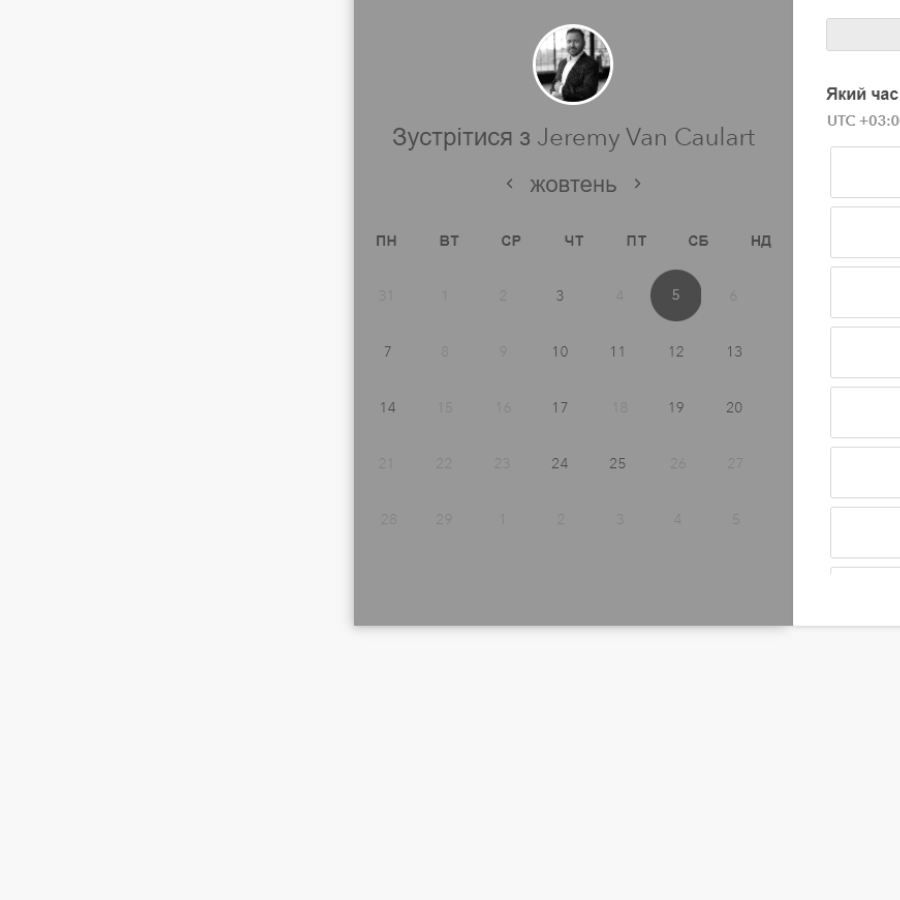 Зустрітися з Jeremy Van Caulart
жовтень
ПН ВТ СР ЧТ ПТ СБ НД
31 1 2 3 4 5 6
7 8 9 10 11 12 13
14 15 16 17 18 19 20
21 22 23 24 25 26 27
28 29 1 2 3 4 5
Який час
UTC +03:0